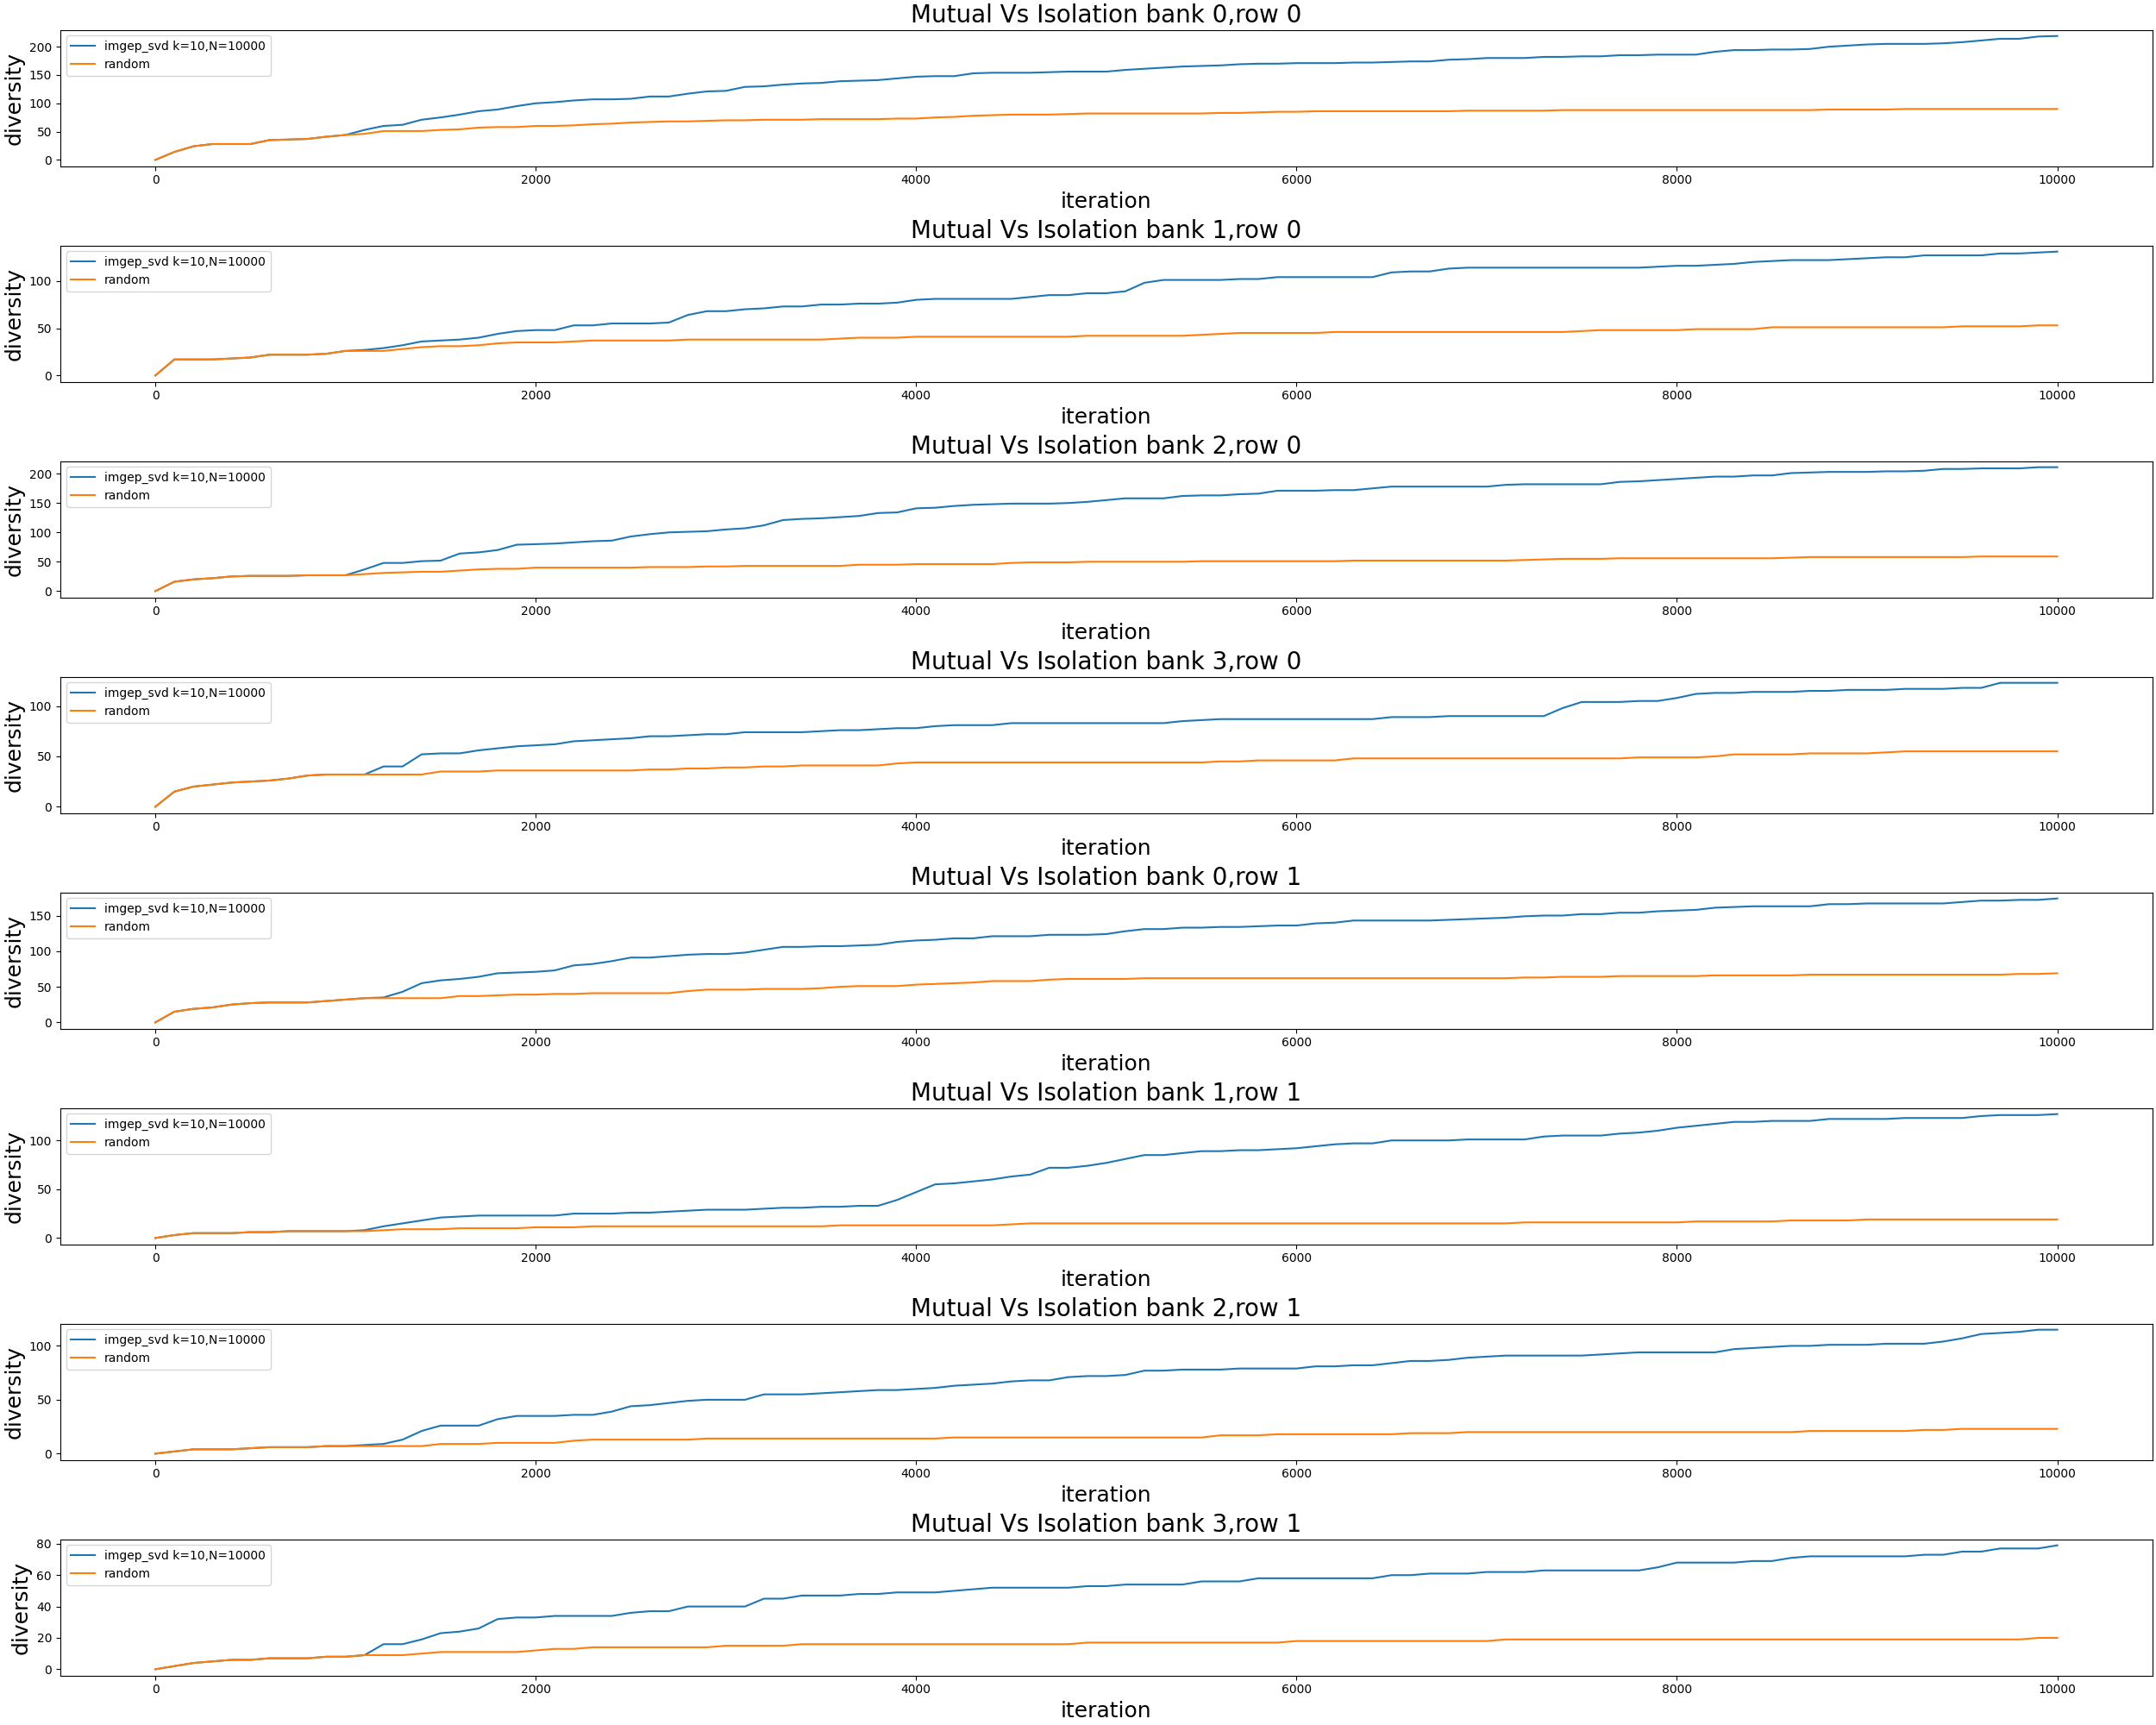 Mutual Vs Isolation bank 0,row 0
diversity
200
150
100
50
0
imgep_svd k=10,N=10000
random
0 2000 4000 6000 8000 10000
iteration
Mutual Vs Isolation bank 1,row 0
diversity
100
50
0
imgep_svd k=10,N=10000
random
0 2000 4000 6000 8000 10000
iteration
Mutual Vs Isolation bank 2,row 0
diversity
200
150
100
50
0
imgep_svd k=10,N=10000
random
0 2000 4000 6000 8000 10000
iteration
Mutual Vs Isolation bank 3,row 0
diversity
100
50
0
imgep_svd k=10,N=10000
random
0 2000 4000 6000 8000 10000
iteration
Mutual Vs Isolation bank 0,row 1
diversity
150
100
50
0
imgep_svd k=10,N=10000
random
0 2000 4000 6000 8000 10000
iteration
Mutual Vs Isolation bank 1,row 1
diversity
100
50
0
imgep_svd k=10,N=10000
random
0 2000 4000 6000 8000 10000
iteration
Mutual Vs Isolation bank 2,row 1
diversity
100
50
0
imgep_svd k=10,N=10000
random
0 2000 4000 6000 8000 10000
iteration
Mutual Vs Isolation bank 3,row 1
diversity
80
60
40
20
0
imgep_svd k=10,N=10000
random
0 2000 4000 6000 8000 10000
iteration